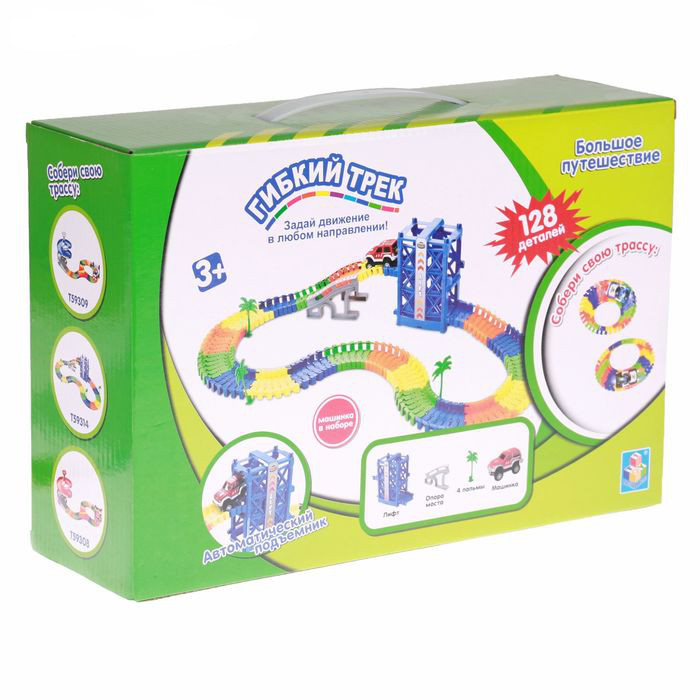 Собери свою
трассу:
T59309
T59314
T59308
ГИБКИЙ ТРЕК
Задай движение
в любом направлении!
3+
Большое
путешествие
128
деталей
Собери свою трассу:
машинка
в наборе
Лифт
Опора
моста
4 пальмы
Машинка
Автоматический
подъемник